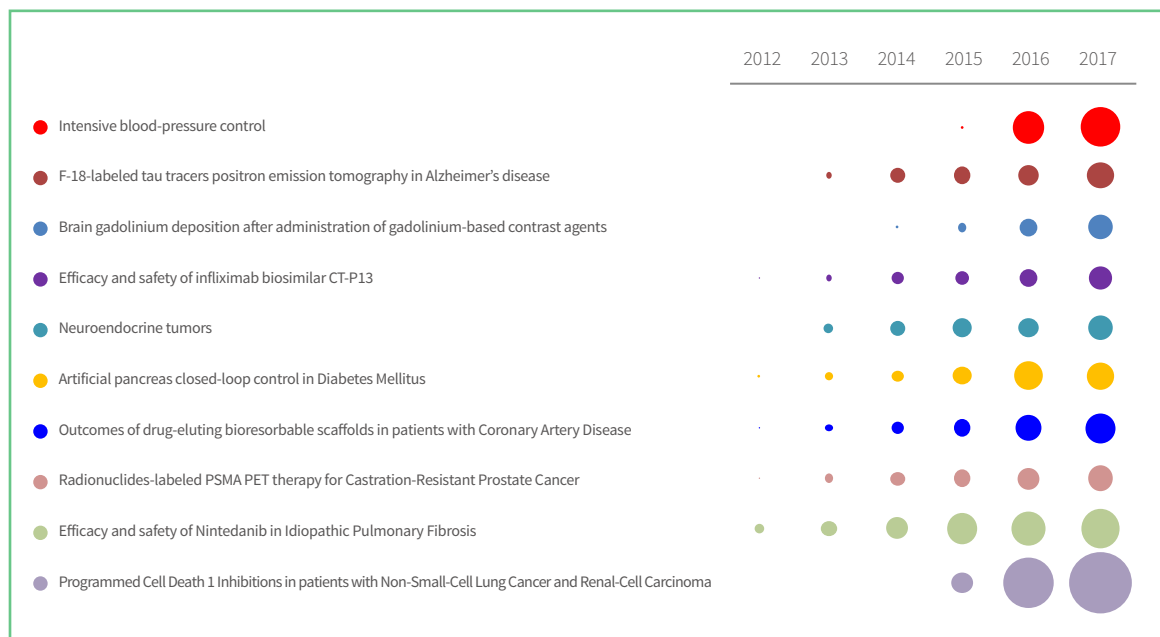 2012 2013 2014 2015 2016 2017
Intensive blood-pressure control
F-18-labeled tau tracers positron emission tomography in Alzheimer’s disease
Brain gadolinium deposition after administration of gadolinium-based contrast agents
Efficacy and safety of infliximab biosimilar CT-P13
Neuroendocrine tumors
Artificial pancreas closed-loop control in Diabetes Mellitus
Outcomes of drug-eluting bioresorbable scaffolds in patients with Coronary Artery Disease
Radionuclides-labeled PSMA PET therapy for Castration-Resistant Prostate Cancer
Efficacy and safety of Nintedanib in Idiopathic Pulmonary Fibrosis
Programmed Cell Death 1 Inhibitions in patients with Non-Small-Cell Lung Cancer and Renal-Cell Carcinoma